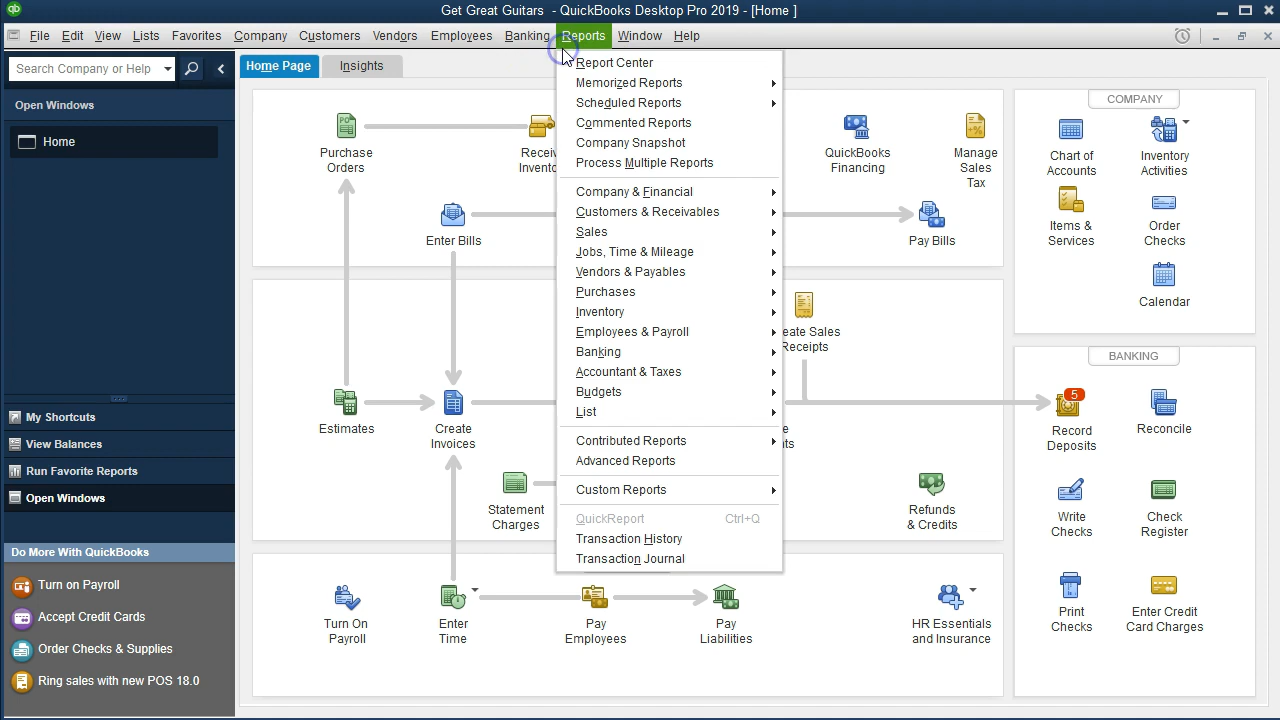 qb
Get Great Guitars - QuickBooks Desktop Pro 2019 - [Home ]
File Edit View Lists Favorites Company Customers Vendors Employees Banking Reports Window Help
Search Company or Help
Home Page
Insights
Open Windows
Home
My Shortcuts
View Balances
Run Favorite Reports
Open Windows
Do More With QuickBooks
Turn on Payroll
Accept Credit Cards
Order Checks & Supplies
Ring sales with new POS 18.0
Report Center
Memorized Reports
Scheduled Reports
Commented Reports
Company Snapshot
Process Multiple Reports
Company & Financial
Customers & Receivables
Sales
Jobs, Time & Mileage
Vendors & Payables
Purchases
Inventory
Employees & Payroll
Banking
Accountant & Taxes
Budgets
List
Contributed Reports
Advanced Reports
Custom Reports
QuickReport Ctrl+Q
Transaction History
Transaction Journal
PO
Purchase
Orders
Enter Bills
QuickBooks
Financing
Manage
Sales
Tax
Pay Bills
Estimates
Create
Invoices
Receipts
Statement
Charges
Refunds
& Credits
Turn On
Payroll
Enter
Time
Pay
Employees
Pay
Liabilities
HR Essentials
and Insurance
COMPANY
Chart of
Accounts
Inventory
Activities
Items &
Services
Order
Checks
Calendar
BANKING
5
Record
Deposits
Reconcile
Write
Checks
Check
Register
Print
Checks
Enter Credit
Card Charges